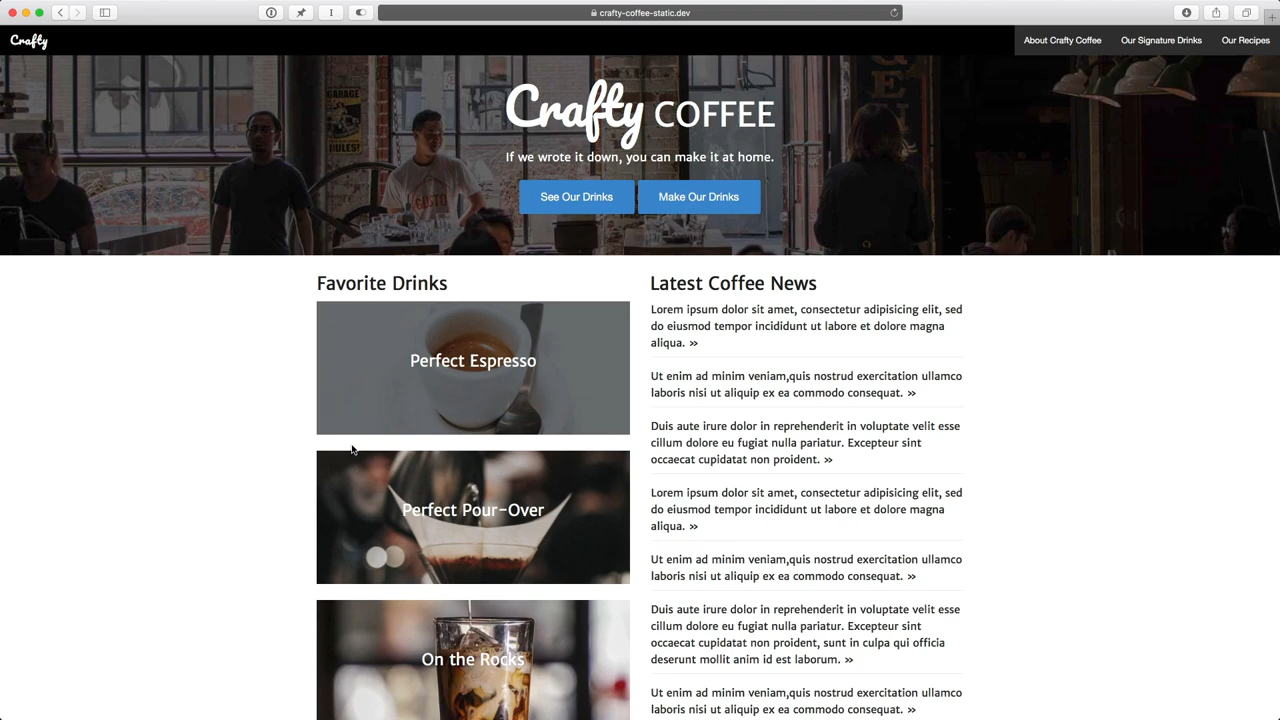 crafty-coffee-static.dev
Crafty
About Crafty Coffee
Our Signature Drinks
Our Recipes
GARAGE
RULES!
GUSTO
Crafty COFFEE
If we wrote it down, you can make it at home.
See Our Drinks
Make Our Drinks
Favorite Drinks
Perfect Espresso
Perfect Pour-Over
On the Rocks
Latest Coffee News
Lorem ipsum dolor sit amet, consectetur adipisicing elit, sed
do eiusmod tempor incididunt ut labore et dolore magna
aliqua. »
Ut enim ad minim veniam,quis nostrud exercitation ullamco
laboris nisi ut aliquip ex ea commodo consequat. »
Duis aute irure dolor in reprehenderit in voluptate velit esse
cillum dolore eu fugiat nulla pariatur. Excepteur sint
occaecat cupidatat non proident. »
Lorem ipsum dolor sit amet, consectetur adipisicing elit, sed
do eiusmod tempor incididunt ut labore et dolore magna
aliqua. »
Ut enim ad minim veniam,quis nostrud exercitation ullamco
laboris nisi ut aliquip ex ea commodo consequat. »
Duis aute irure dolor in reprehenderit in voluptate velit esse
cillum dolore eu fugiat nulla pariatur. Excepteur sint
occaecat cupidatat non proident, sunt in culpa qui officia
deserunt mollit anim id est laborum. »
Ut enim ad minim veniam,quis nostrud exercitation ullamco
laboris nisi ut aliquip ex ea commodo consequat. »